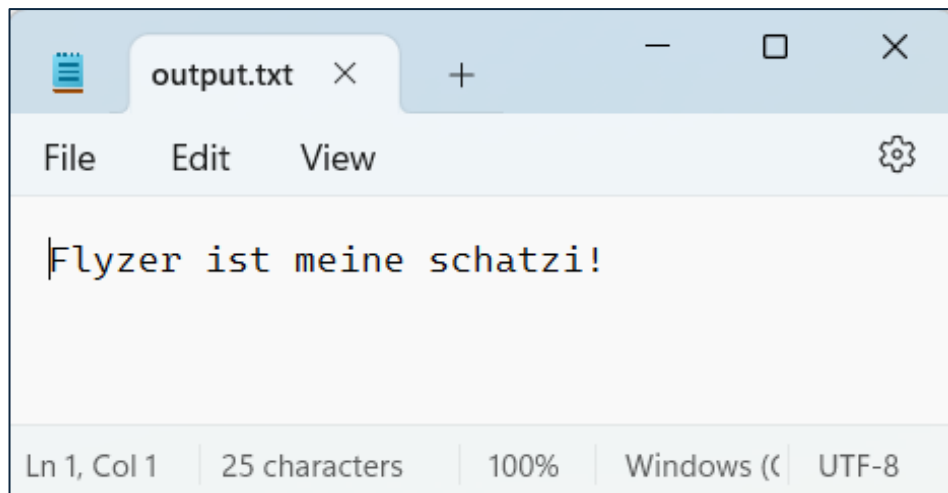 output.txt
File Edit View
Flyzer ist meine schatzi!
Ln 1, Col 1 25 characters 100% Windows (C UTF-8